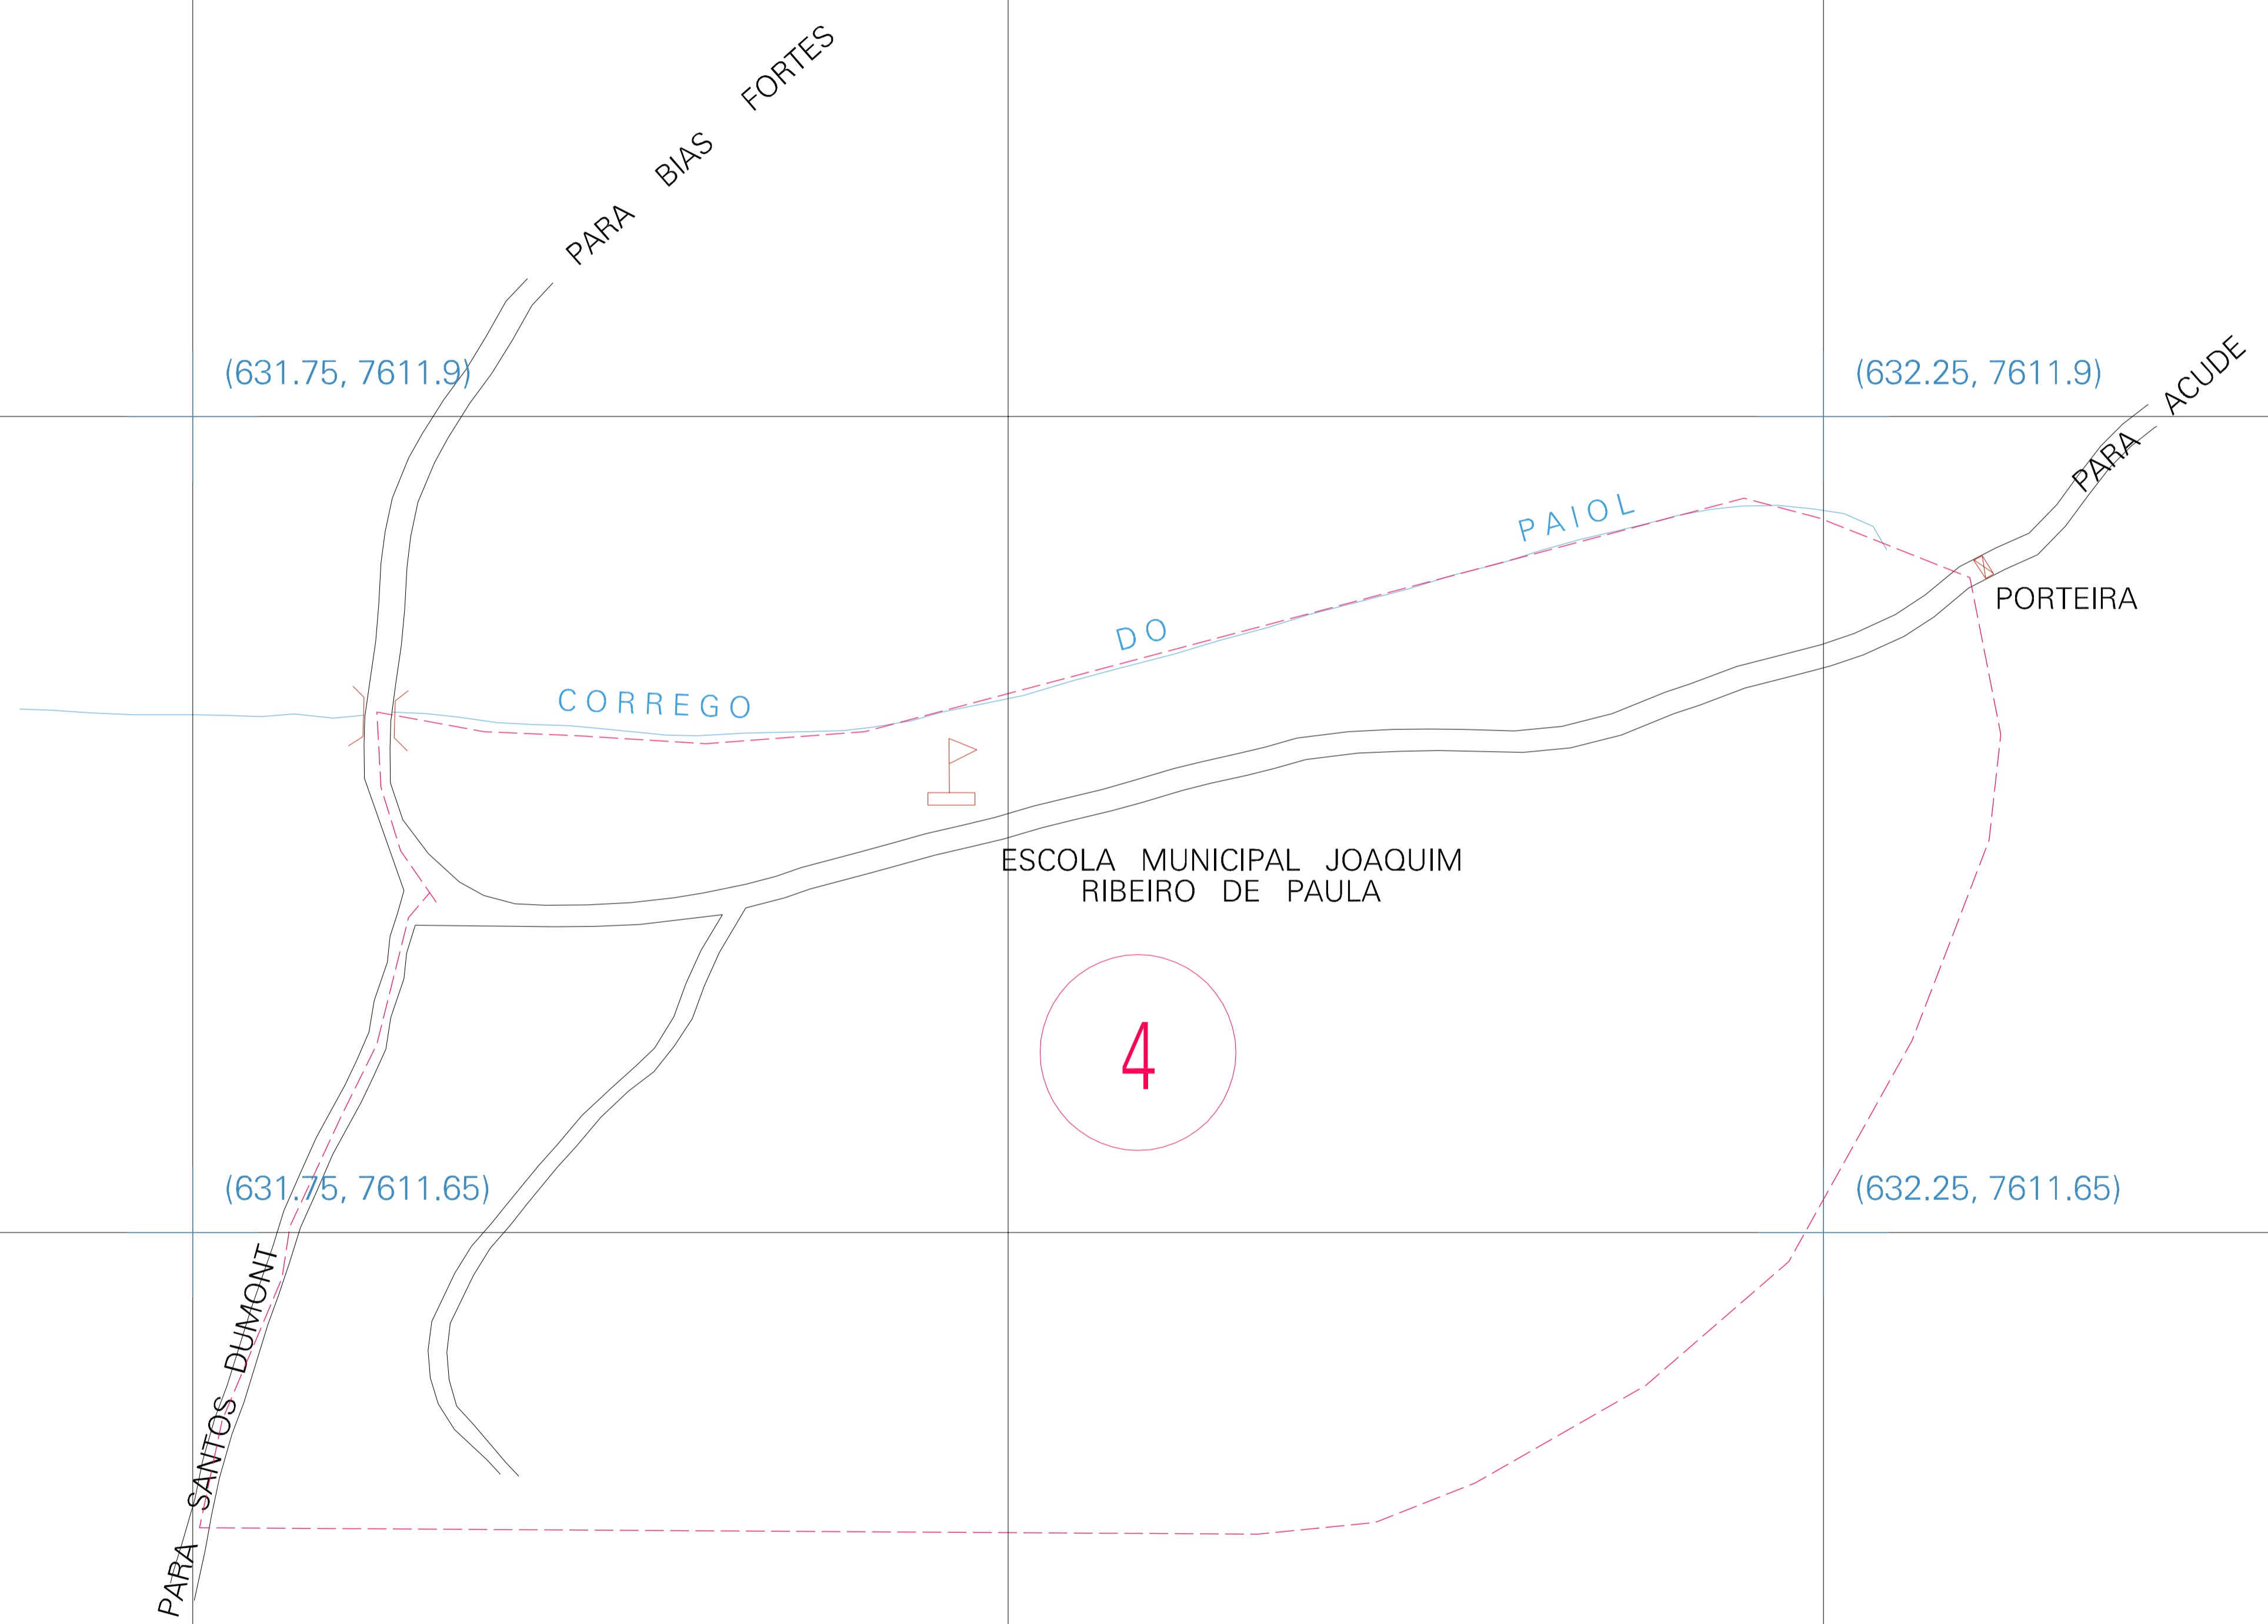 PARA BIAS FORTES
(631.75, 7611.9)
(632.25, 7611.9)
PARA ACUDE
CORREGO DO PAIOL
PORTEIRA
ESCOLA MUNICIPAL JOAQUIM
RIBEIRO DE PAULA
4
(631.75, 7611.65)
(632.25, 7611.65)
PARA SANTOS DUMONT